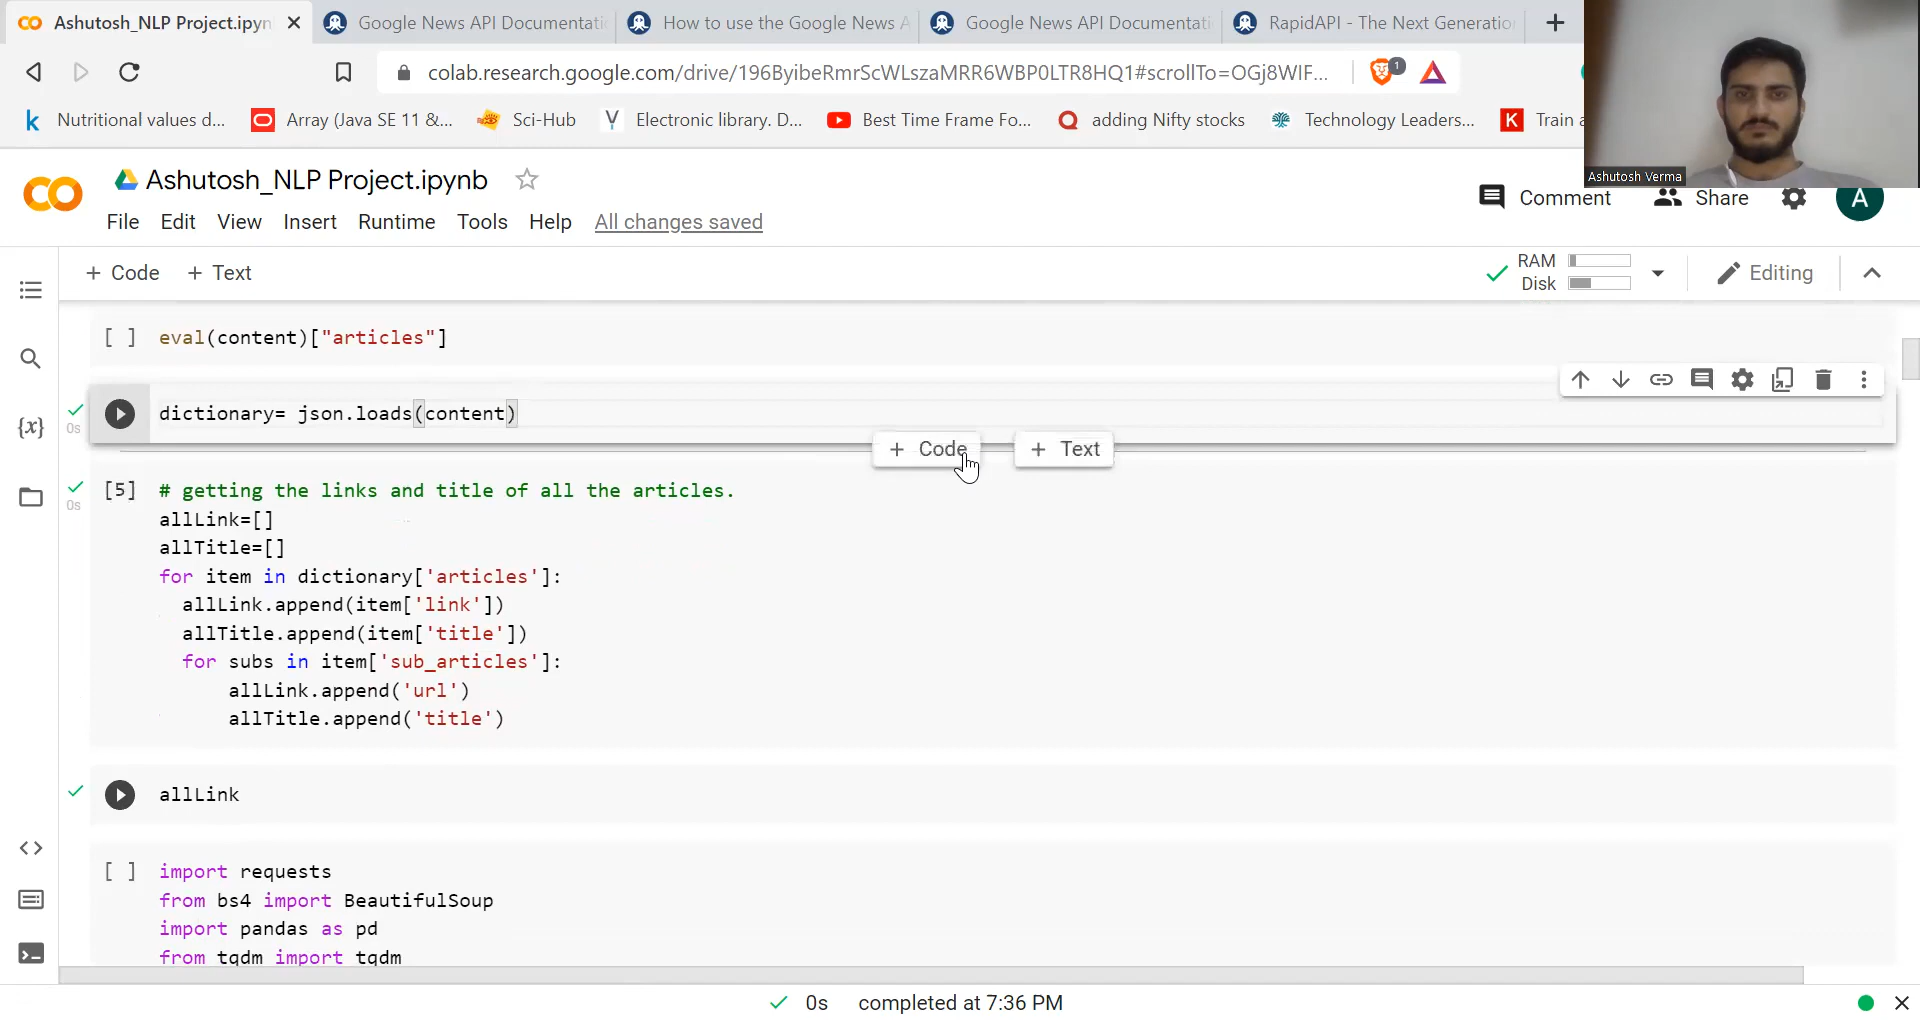 Ashutosh_NLP Project.ipyn
Google News API Documentati
How to use the Google News A
Google News API Documentati
RapidAPI - The Next Generatio
colab.research.google.com/drive/196ByibeRmrScWLszaMRR6WBP0LTR8HQ1#scrollTo=OGj8WIF...
1
k Nutritional values d...
Array (Java SE 11 &...
Sci-Hub
Y Electronic library. D...
Best Time Frame Fo...
adding Nifty stocks
Technology Leaders...
K Train a
Ashutosh Verma
Ashutosh_NLP Project.ipynb
Comment
Share
A
File Edit View Insert Runtime Tools Help All changes saved
+ Code + Text
RAM
Disk
Editing
[ ] eval(content)["articles"]
dictionary= json.loads(content)
0s
+ Code + Text
{x}
[5] # getting the links and title of all the articles.
0s
allLink=[]
allTitle=[]
for item in dictionary['articles']:
allLink.append(item['link'])
allTitle.append(item['title'])
for subs in item['sub_articles']:
allLink.append('url')
allTitle.append('title')
allLink
[ ] import requests
from bs4 import BeautifulSoup
import pandas as pd
from tqdm import tqdm
0s completed at 7:36 PM